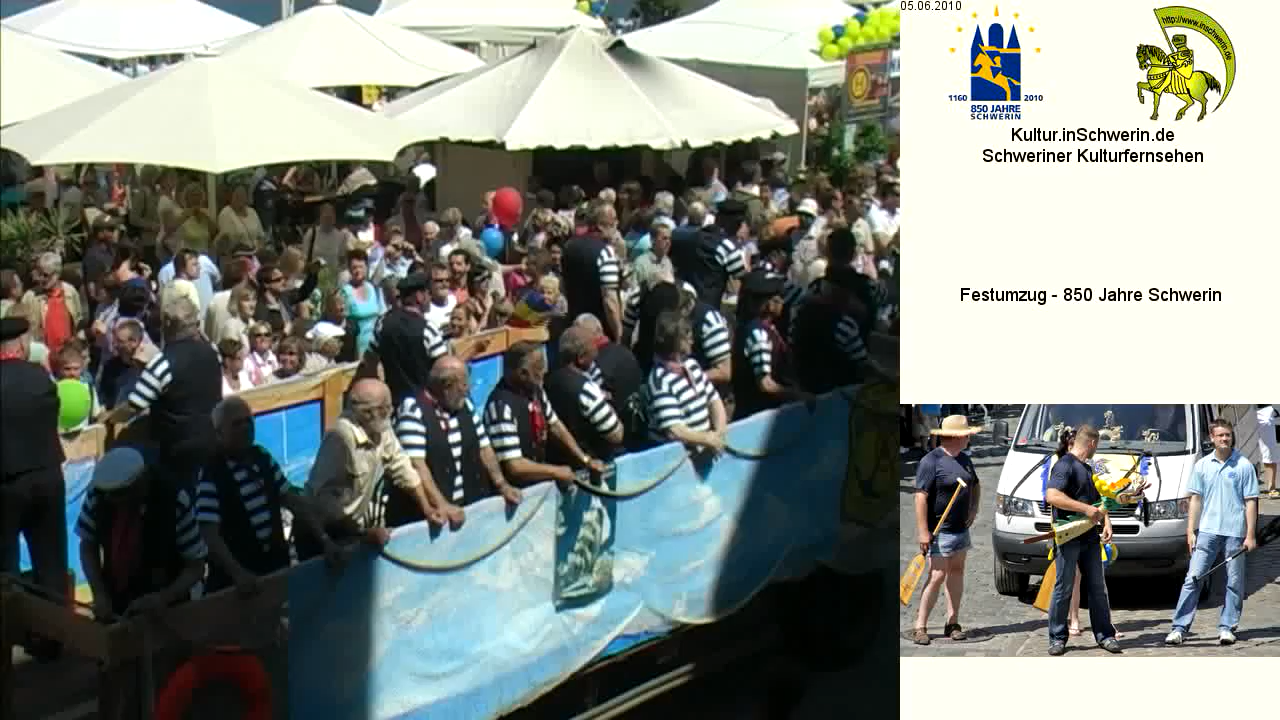 05.06.2010
http://www.inschwerin.de
1160 2010
850 JAHRE
SCHWERIN
Kultur.inSchwerin.de
Schweriner Kulturfernsehen
Festumzug - 850 Jahre Schwerin